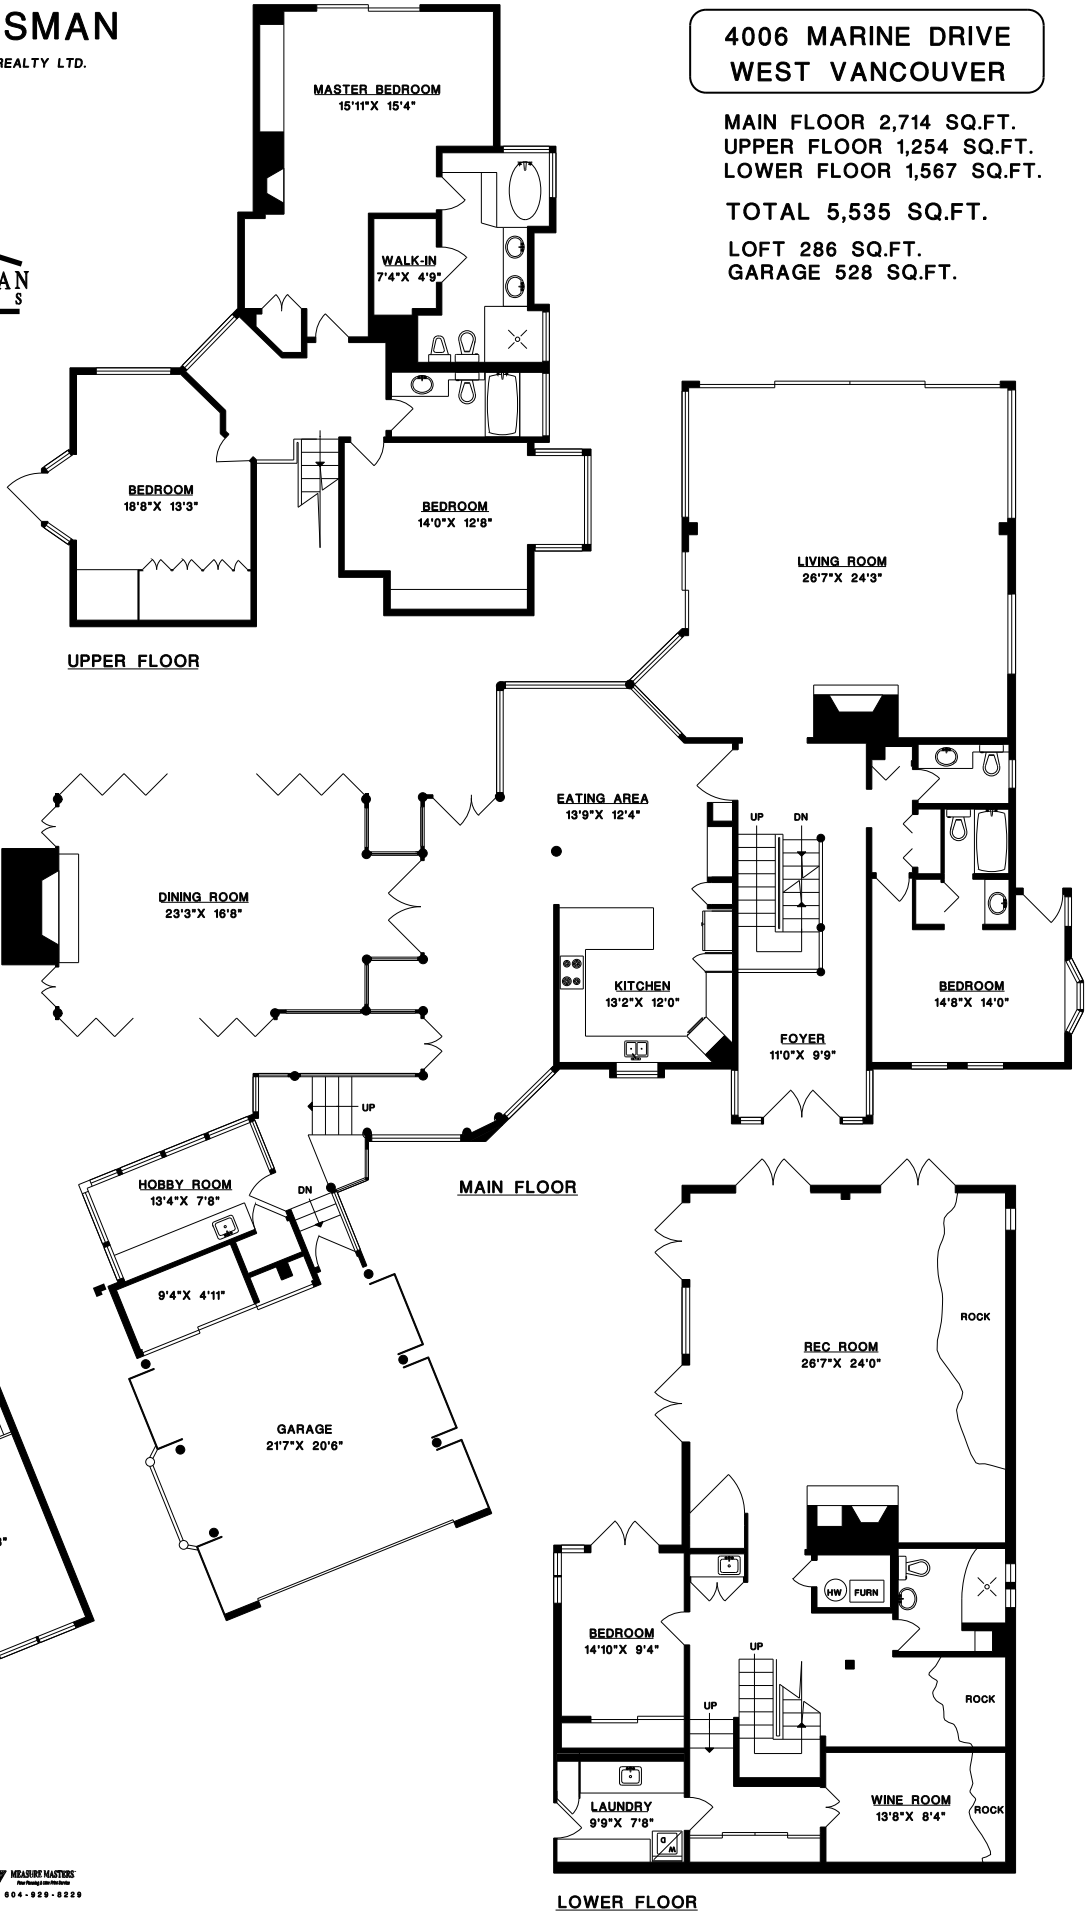 SMAN
REALTY LTD.
4006 MARINE DRIVE
WEST VANCOUVER
MAIN FLOOR 2,714 SQ.FT.
UPPER FLOOR 1,254 SQ.FT.
LOWER FLOOR 1,567 SQ.FT.
TOTAL 5,535 SQ.FT.
LOFT 286 SQ.FT.
GARAGE 528 SQ.FT.
AN
S
MASTER BEDROOM
15'11"X 15'4"
WALK-IN
7'4"X 4'9"
BEDROOM
18'8"X 13'3"
BEDROOM
14'0"X 12'8"
UPPER FLOOR
LIVING ROOM
26'7"X 24'3"
EATING AREA
13'9"X 12'4"
UP
DN
DINING ROOM
23'3"X 16'8"
KITCHEN
13'2"X 12'0"
BEDROOM
14'8"X 14'0"
FOYER
11'0"X 9'9"
UP
HOBBY ROOM
13'4"X 7'8"
DN
MAIN FLOOR
9'4"X 4'11"
GARAGE
21'7"X 20'6"
ROCK
REC ROOM
26'7"X 24'0"
HW
FURN
BEDROOM
14'10"X 9'4"
UP
UP
ROCK
WINE ROOM
13'8"X 8'4"
ROCK
LAUNDRY
9'9"X 7'8"
W
D
LOWER FLOOR
MEASURE MASTERS
604-929-8229